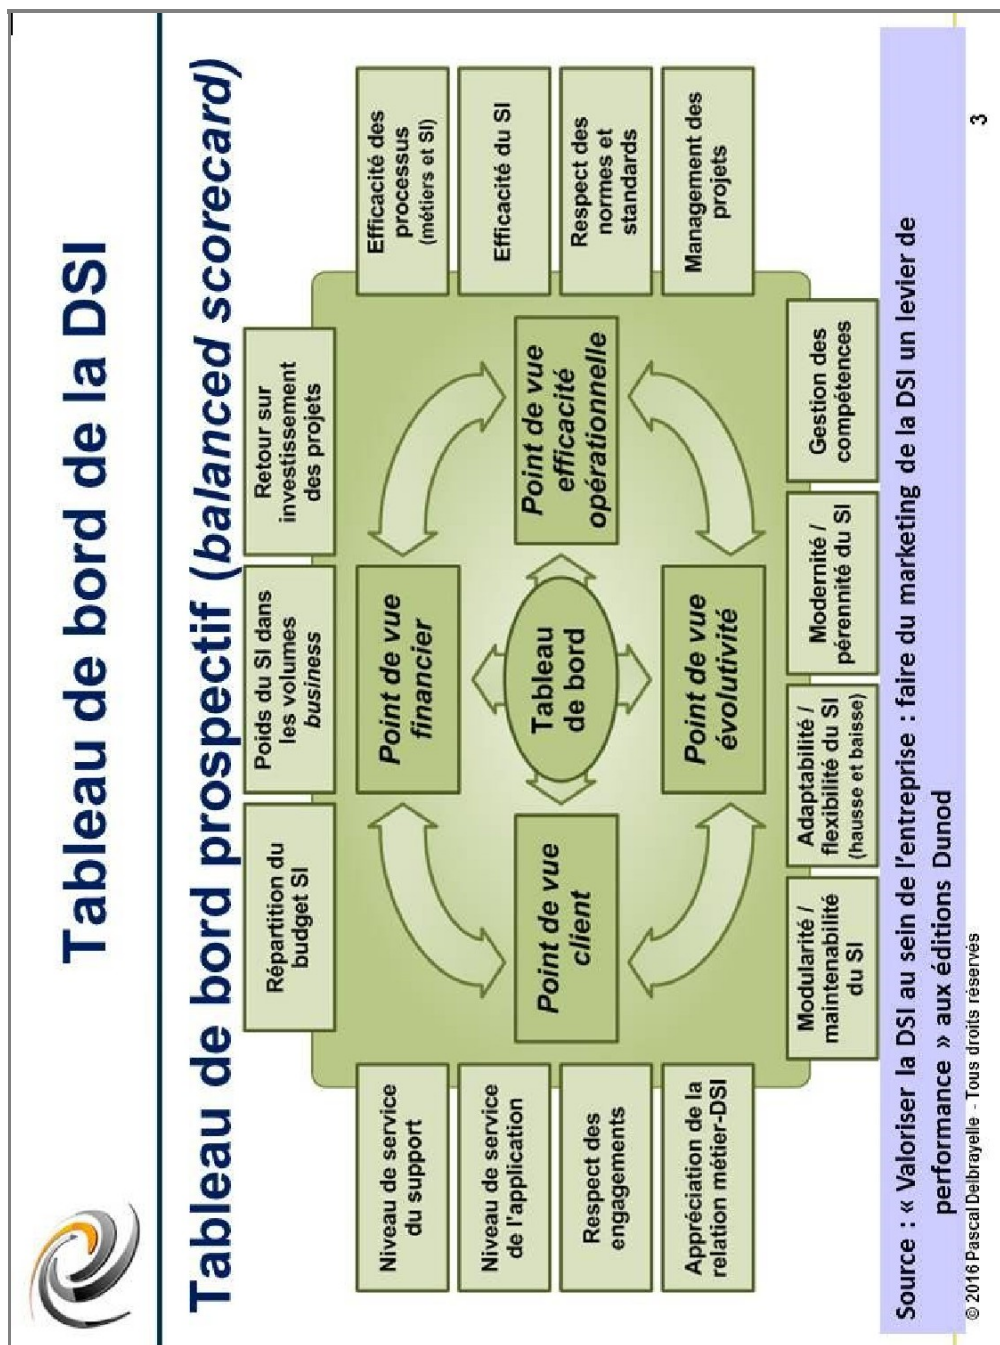 Tableau de bord de la DSI
Tableau de bord prospectif (balanced scorecard)
Répartition du
budget SI
Poids du SI dans
les volumes
business
Retour sur
investissement
des projets
Niveau de service
du support
Niveau de service
de l'application
Respect des
engagements
Appréciation de la
relation métier-DSI
Point de vue
financier
Point de vue
client
Tableau
de bord
Point de vue
efficacité
opérationnelle
Point de vue
évolutivité
Efficacité des
processus
(métiers et SI)
Efficacité du SI
Respect des
normes et
standards
Management des
projets
Modularité /
maintenabilité
du SI
Adaptabilité /
flexibilité du SI
(hausse et baisse)
Modernité /
pérennité du SI
Gestion des
compétences
Source : « Valoriser la DSI au sein de l'entreprise : faire du marketing de la DSI un levier de
performance » aux éditions Dunod
© 2016 Pascal Delbrayelle - Tous droits réservés
3